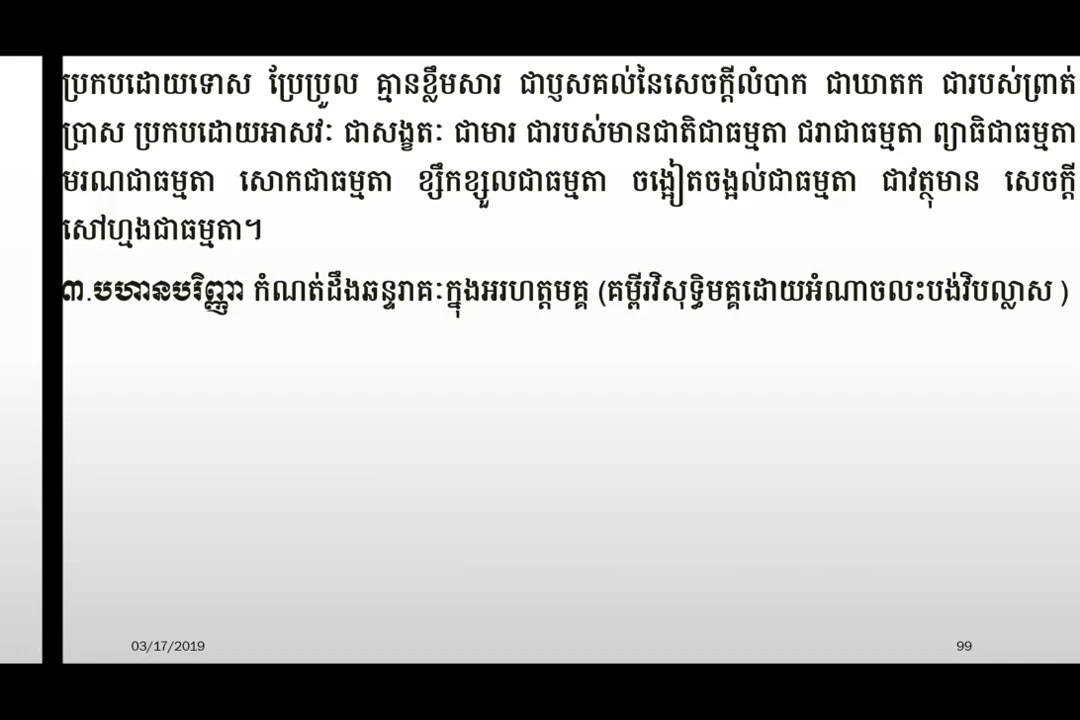 ប្រកបដោយទោស ប្រែប្រួល គ្មានខ្លឹមសារ ជាឫសគល់នៃសេចក្តីលំបាក ជាឃាតក ជារបស់ព្រាត់
ប្រាស ប្រកបដោយអាសវៈ ជាសង្ខតៈ ជាមារ ជារបស់មានជាតិជាធម្មតា ជរាជាធម្មតា ព្យាធិជាធម្មតា
មរណជាធម្មតា សោកជាធម្មតា ខ្សឹកខ្សួលជាធម្មតា ចង្អៀតចង្អល់ជាធម្មតា ជាវត្ថុមាន សេចក្តី
សៅហ្មងជាធម្មតា។
៣.បហានបរិញ្ញា កំណត់ដឹងឆន្ទរាគៈក្នុងអរហត្តមគ្គ (គម្ពីរវិសុទ្ធិមគ្គដោយអំណាចលះបង់វិបល្លាស )
03/17/2019
99